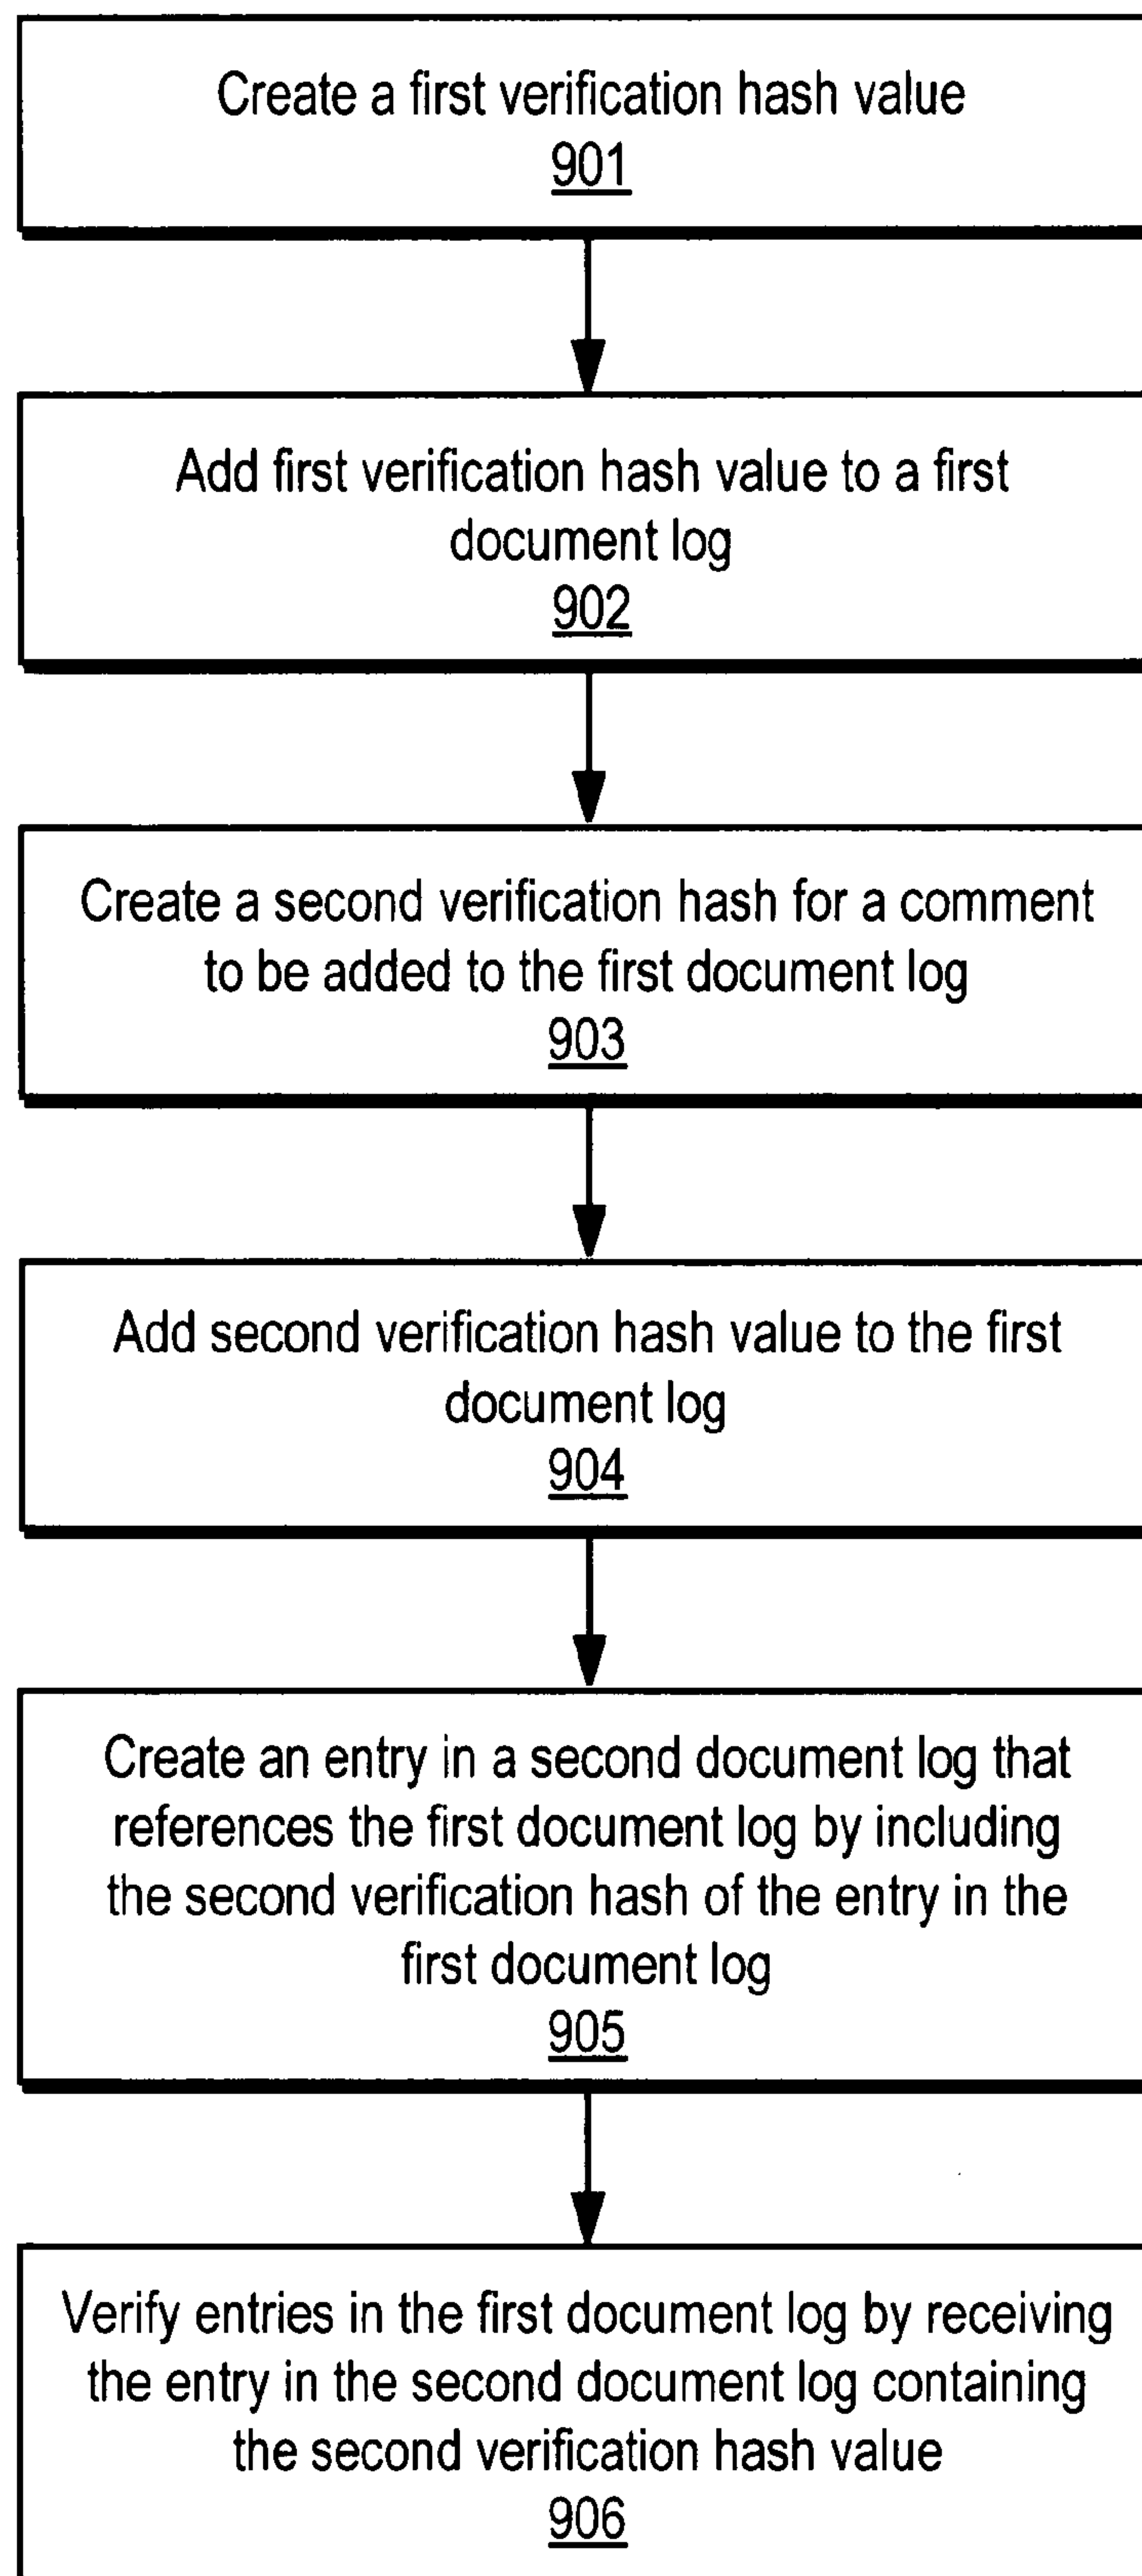 Create a first verification hash value
901
Add first verification hash value to a first
document log
902
Create a second verification hash for a comment
to be added to the first document log
903
Add second verification hash value to the first
document log
904
Create an entry in a second document log that
references the first document log by including
the second verification hash of the entry in the
first document log
905
Verify entries in the first document log by receiving
the entry in the second document log containing
the second verification hash value
906